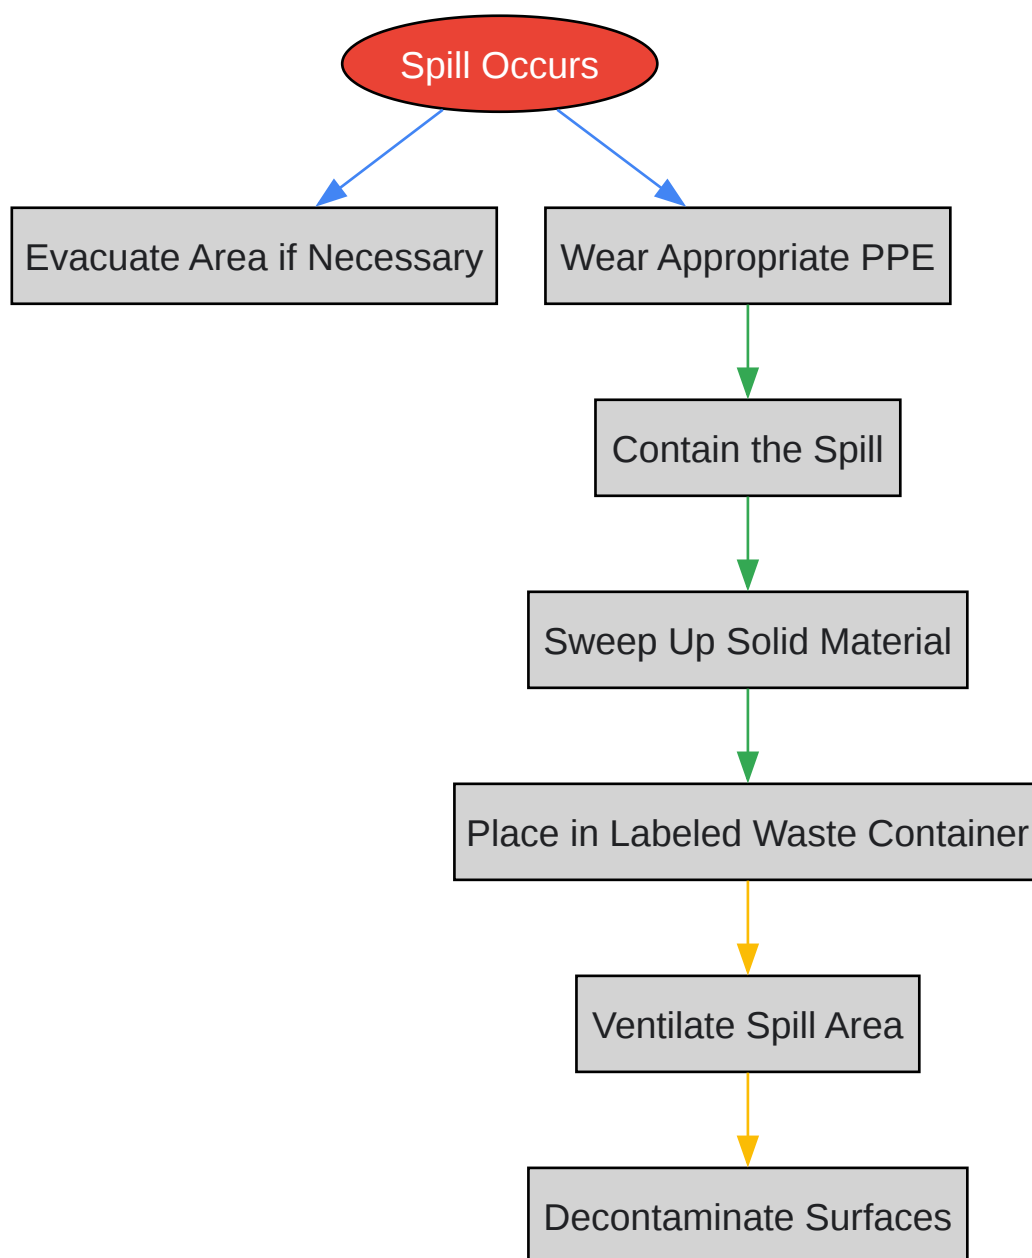 Spill Occurs
Evacuate Area if Necessary
Wear Appropriate PPE
Contain the Spill
Sweep Up Solid Material
Place in Labeled Waste Container
Ventilate Spill Area
Decontaminate Surfaces